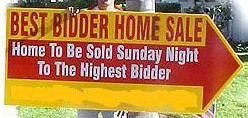 BEST BIDDER HOME SALE
Home To Be Sold Sunday Night
To The Highest Bidder